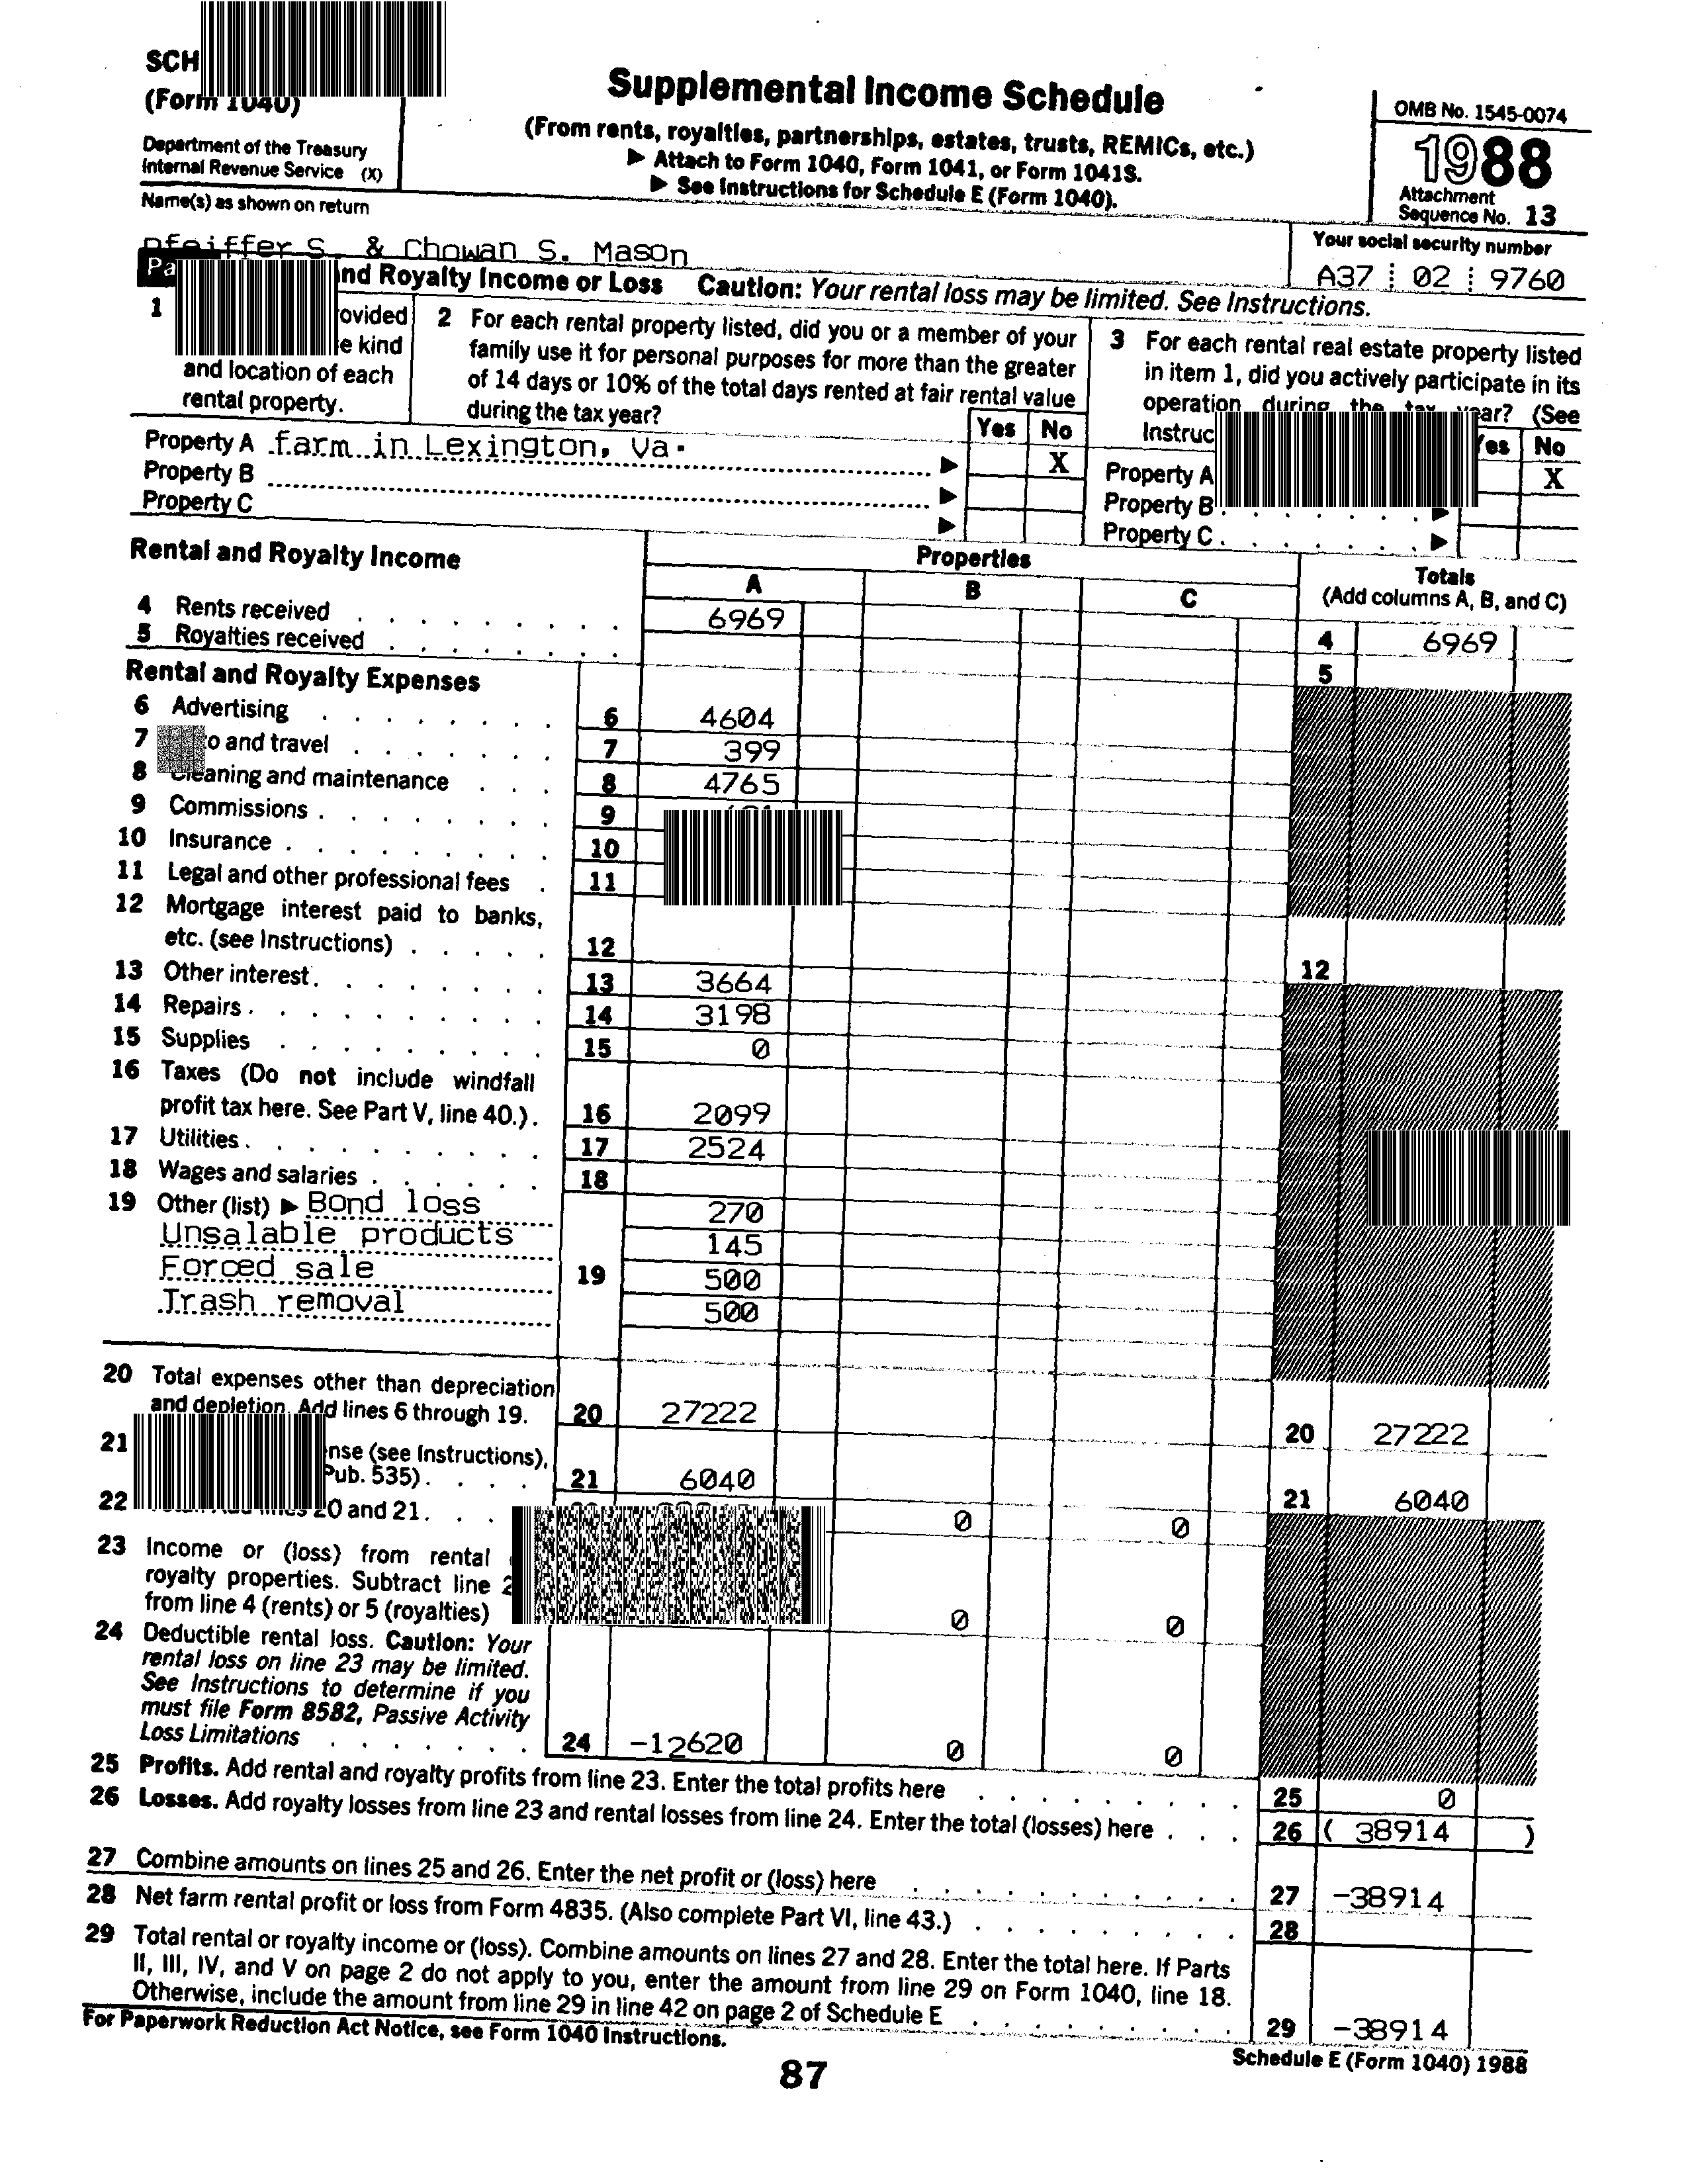 SCH
(Form 1040)
Department of the Treasury
Internal Revenue Service (X)
Supplemental Income Schedule
(From rents, royalties, partnerships, estates, trusts, REMICs, etc.)
▶ Attach to Form 1040, Form 1041, or Form 1041S.
▶ See Instructions for Schedule E (Form 1040).
OMB No. 1545-0074
1988
Attachment
Sequence No. 13
Name(s) as shown on return
Pfeiffer S. & Chowan S. Mason
Your social security number
A37 02 9760
nd Royalty Income or Loss Caution: Your rental loss may be limited. See Instructions.
1 ovided
e kind
and location of each
rental property.
2 For each rental property listed, did you or a member of your
family use it for personal purposes for more than the greater
of 14 days or 10% of the total days rented at fair rental value
during the tax year?
Yes No
3 For each rental real estate property listed
in item 1, did you actively participate in its
operation during the tax year? (See
Instruc
Yes No
Property A farm in Lexington, Va. ▶ X
Property B ▶
Property C ▶
Property A X
Property B ▶
Property C ▶
Rental and Royalty Income
Properties
A B C
Totals
(Add columns A, B, and C)
4 Rents received 6969 4 6969
5 Royalties received 5
Rental and Royalty Expenses
6 Advertising 6 4604
7 o and travel 7 399
8 Cleaning and maintenance 8 4765
9 Commissions 9
10 Insurance 10
11 Legal and other professional fees 11
12 Mortgage interest paid to banks,
etc. (see Instructions) 12 12
13 Other interest 13 3664
14 Repairs 14 3198
15 Supplies 15 0
16 Taxes (Do not include windfall
profit tax here. See Part V, line 40.) 16 2099
17 Utilities 17 2524
18 Wages and salaries 18
19 Other (list) ▶ Bond loss 270
Unsalable products 145
Forced sale 19 500
Trash removal 500
20 Total expenses other than depreciation
and depletion. Add lines 6 through 19. 20 27222 20 27222
21 nse (see Instructions),
Pub. 535) 21 6040 21 6040
22 20 and 21. 0 0
23 Income or (loss) from rental
royalty properties. Subtract line
from line 4 (rents) or 5 (royalties) 0 0
24 Deductible rental loss. Caution: Your
rental loss on line 23 may be limited.
See Instructions to determine if you
must file Form 8582, Passive Activity
Loss Limitations 24 -12620 0 0
25 Profits. Add rental and royalty profits from line 23. Enter the total profits here 25 0
26 Losses. Add royalty losses from line 23 and rental losses from line 24. Enter the total (losses) here 26 ( 38914 )
27 Combine amounts on lines 25 and 26. Enter the net profit or (loss) here 27 -38914
28 Net farm rental profit or loss from Form 4835. (Also complete Part VI, line 43.) 28
29 Total rental or royalty income or (loss). Combine amounts on lines 27 and 28. Enter the total here. If Parts
II, III, IV, and V on page 2 do not apply to you, enter the amount from line 29 on Form 1040, line 18.
Otherwise, include the amount from line 29 in line 42 on page 2 of Schedule E 29 -38914
For Paperwork Reduction Act Notice, see Form 1040 Instructions.
Schedule E (Form 1040) 1988
87